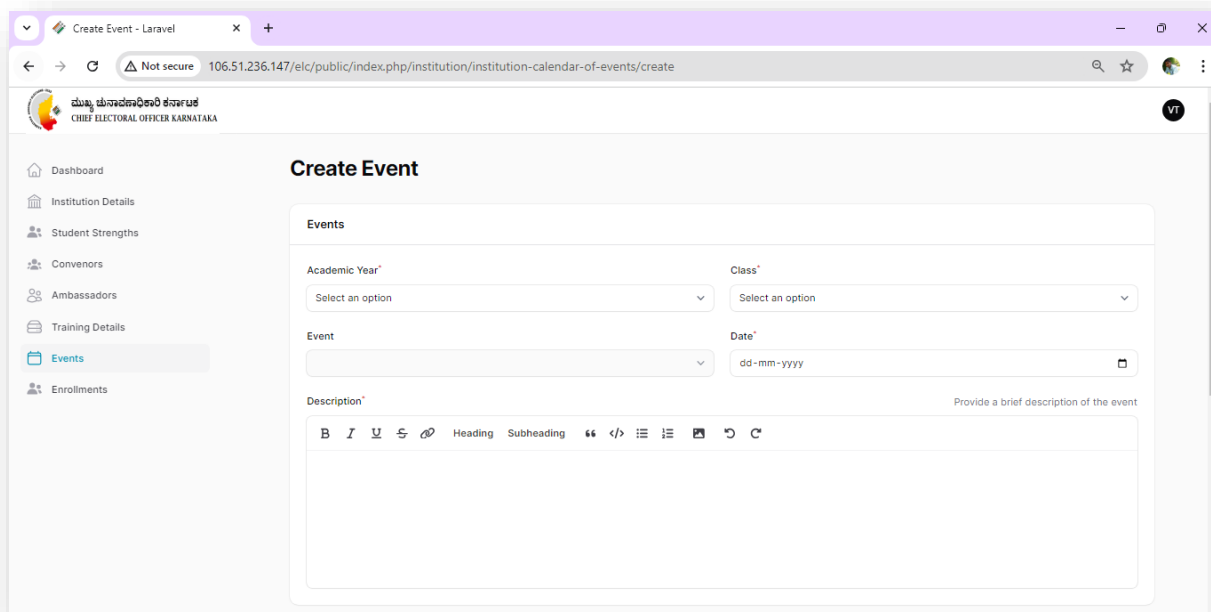 Create Event - Laravel
Not secure 106.51.236.147/elc/public/index.php/institution/institution-calendar-of-events/create
ಮುಖ್ಯ ಚುನಾವಣಾಧಿಕಾರಿ ಕರ್ನಾಟಕ
CHIEF ELECTORAL OFFICER KARNATAKA
VT
Dashboard
Institution Details
Student Strengths
Convenors
Ambassadors
Training Details
Events
Enrollments
Create Event
Events
Academic Year* Class*
Select an option Select an option
Event Date*
dd-mm-yyyy
Description* Provide a brief description of the event
B I U S Heading Subheading